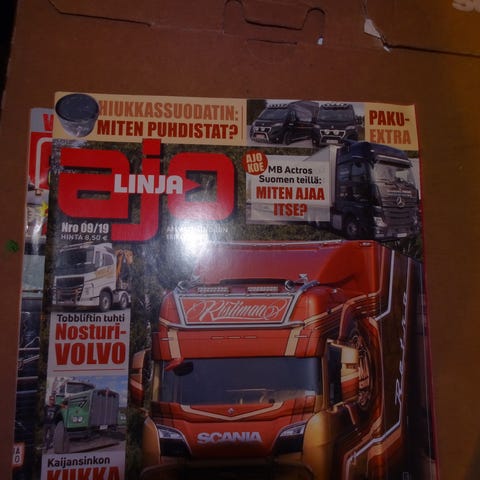 HIUKKASSUODATIN:
MITEN PUHDISTAT?
PAKU-
EXTRA
ajo
LINJA
AJO
KOE
MB Actros
Suomen teillä:
MITEN AJAA
ITSE?
Nro 09/19
HINTA 8,50 €
Ristimaa
Tobbliftin tuhti
Nosturi-
VOLVO
SCANIA
Kaijansinkon
KUKKA